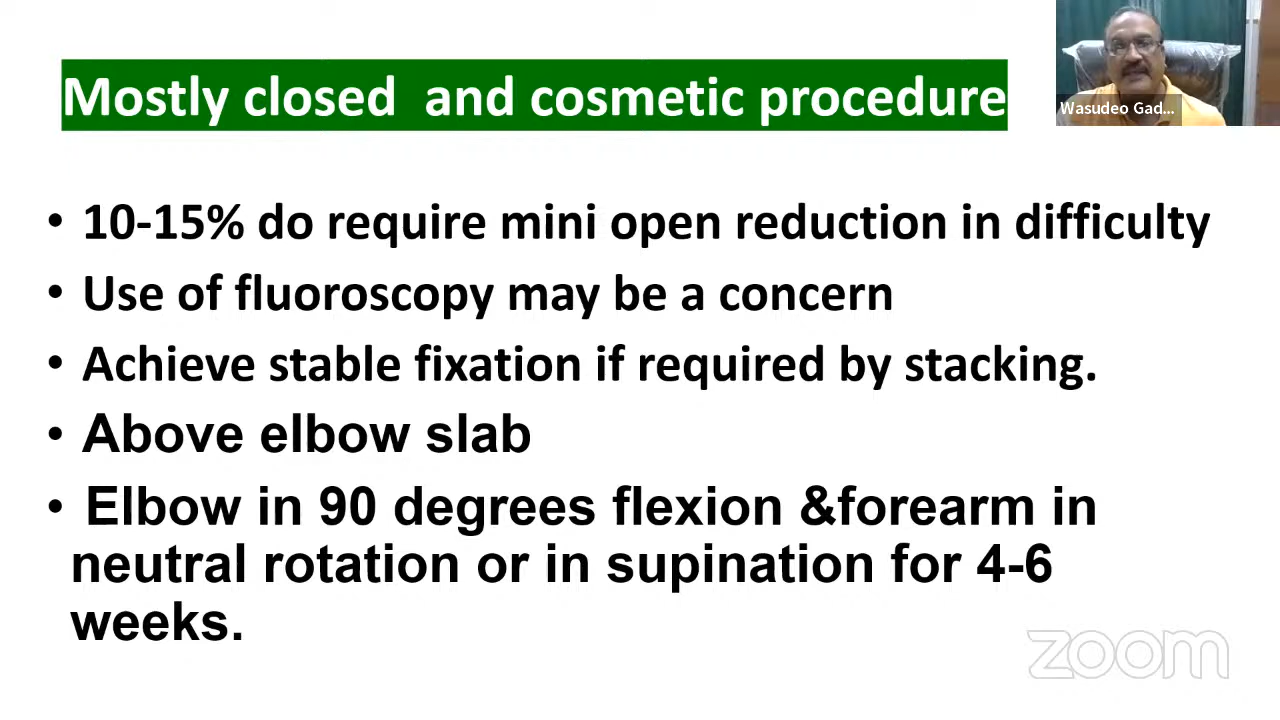 Mostly closed and cosmetic procedure
Wasudeo Gad...
• 10-15% do require mini open reduction in difficulty
• Use of fluoroscopy may be a concern
• Achieve stable fixation if required by stacking.
• Above elbow slab
• Elbow in 90 degrees flexion &forearm in
neutral rotation or in supination for 4-6
weeks.
zoom